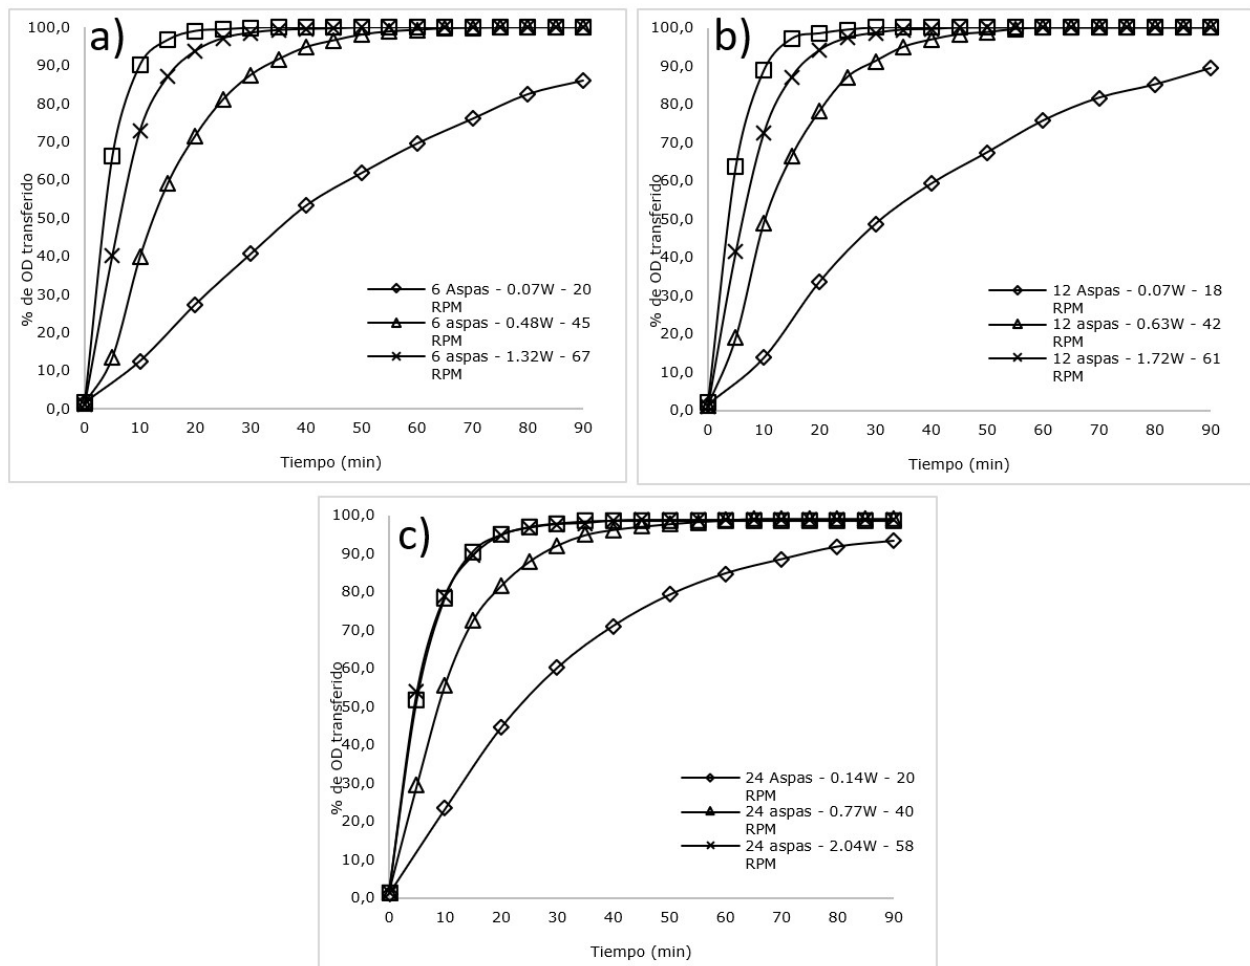 a)
% de OD transferido
100,0
90,0
80,0
70,0
60,0
50,0
40,0
30,0
20,0
10,0
0,0
6 Aspas - 0.07W - 20
RPM
6 aspas - 0.48W - 45
RPM
6 aspas - 1.32W - 67
RPM
0 10 20 30 40 50 60 70 80 90
Tiempo (min)
b)
% de OD transferido
100,0
90,0
80,0
70,0
60,0
50,0
40,0
30,0
20,0
10,0
0,0
12 Aspas - 0.07W - 18
RPM
12 aspas - 0.63W - 42
RPM
12 aspas - 1.72W - 61
RPM
0 10 20 30 40 50 60 70 80 90
Tiempo (min)
c)
% de OD transferido
100,0
90,0
80,0
70,0
60,0
50,0
40,0
30,0
20,0
10,0
0,0
24 Aspas - 0.14W - 20
RPM
24 aspas - 0.77W - 40
RPM
24 aspas - 2.04W - 58
RPM
0 10 20 30 40 50 60 70 80 90
Tiempo (min)